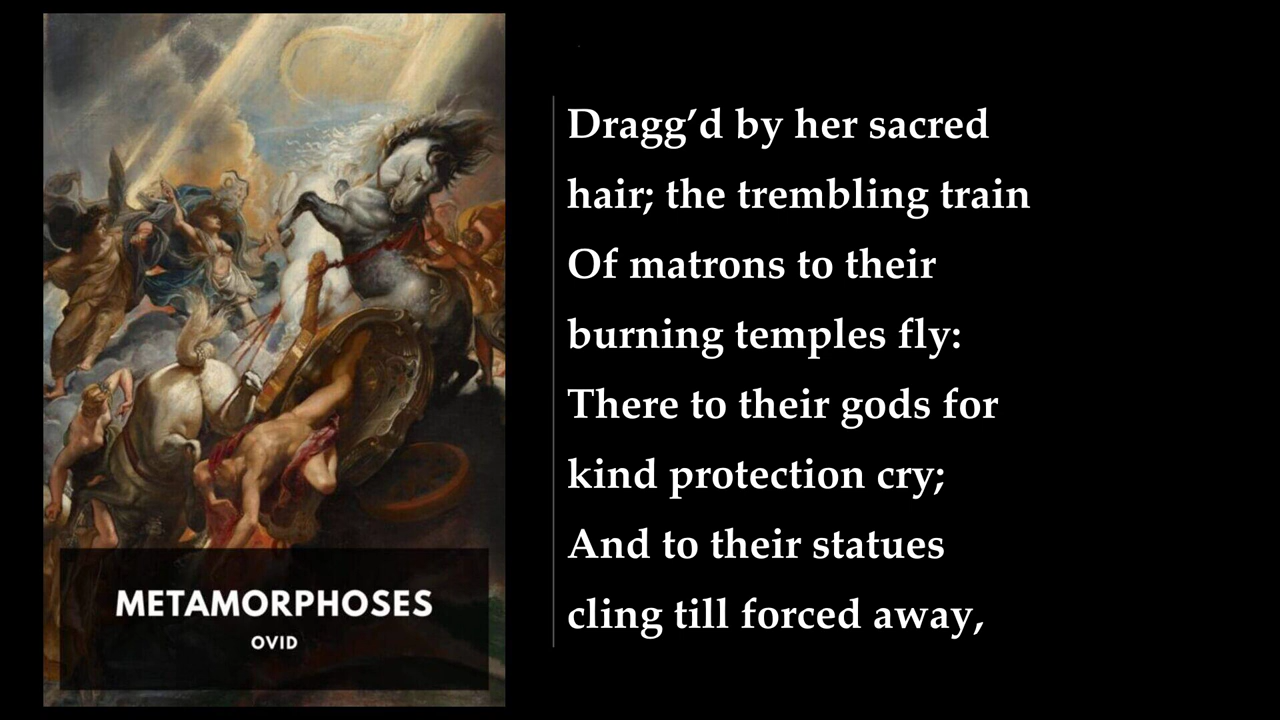 METAMORPHOSES
OVID
Dragg’d by her sacred
hair; the trembling train
Of matrons to their
burning temples fly:
There to their gods for
kind protection cry;
And to their statues
cling till forced away,